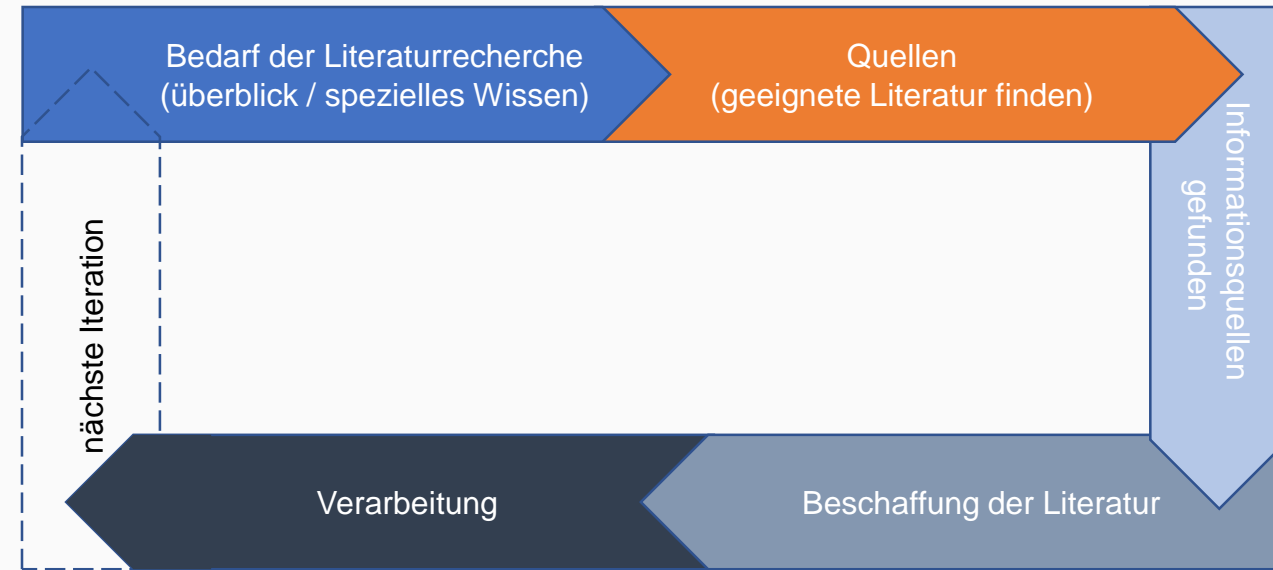 Bedarf der Literaturrecherche
(überblick / spezielles Wissen)
Quellen
(geeignete Literatur finden)
Informationsquellen
gefunden
Beschaffung der Literatur
Verarbeitung
nächste Iteration